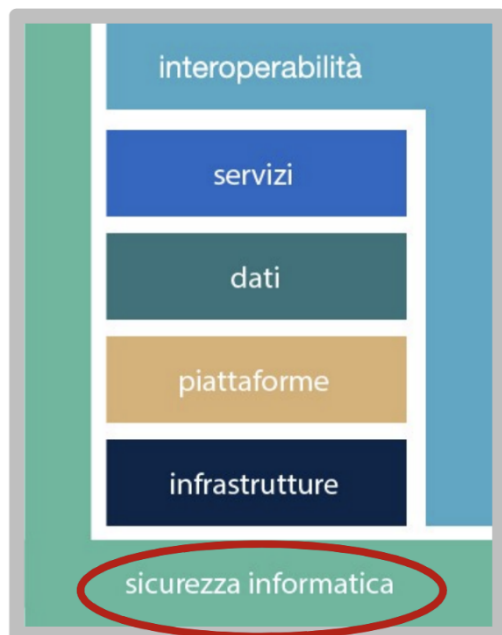 interoperabilità
servizi
dati
piattaforme
infrastrutture
sicurezza informatica